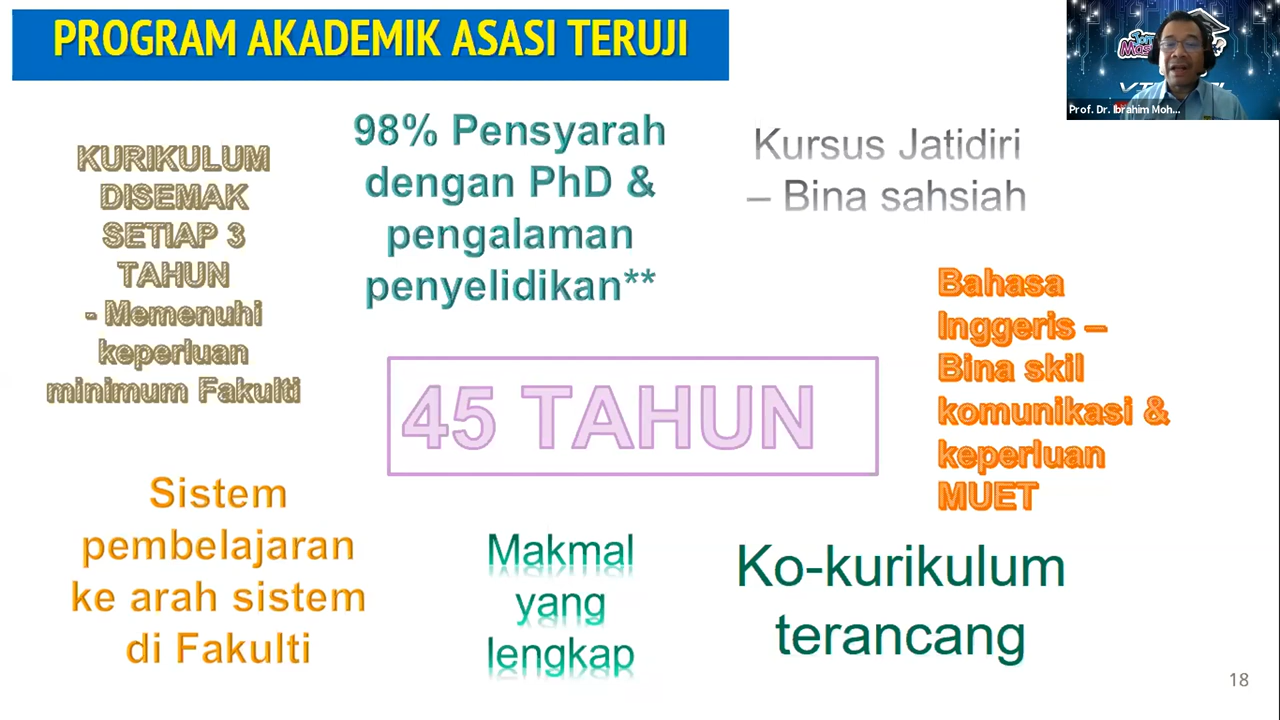 PROGRAM AKADEMIK ASASI TERUJI
Prof. Dr. Ibrahim Moh...
KURIKULUM
DISEMAK
SETIAP 3
TAHUN
- Memenuhi
keperluan
minimum Fakulti
98% Pensyarah
dengan PhD &
pengalaman
penyelidikan**
Kursus Jatidiri
– Bina sahsiah
Bahasa
Inggeris –
Bina skil
komunikasi &
keperluan
MUET
45 TAHUN
Sistem
pembelajaran
ke arah sistem
di Fakulti
Makmal
yang
lengkap
Ko-kurikulum
terancang
18